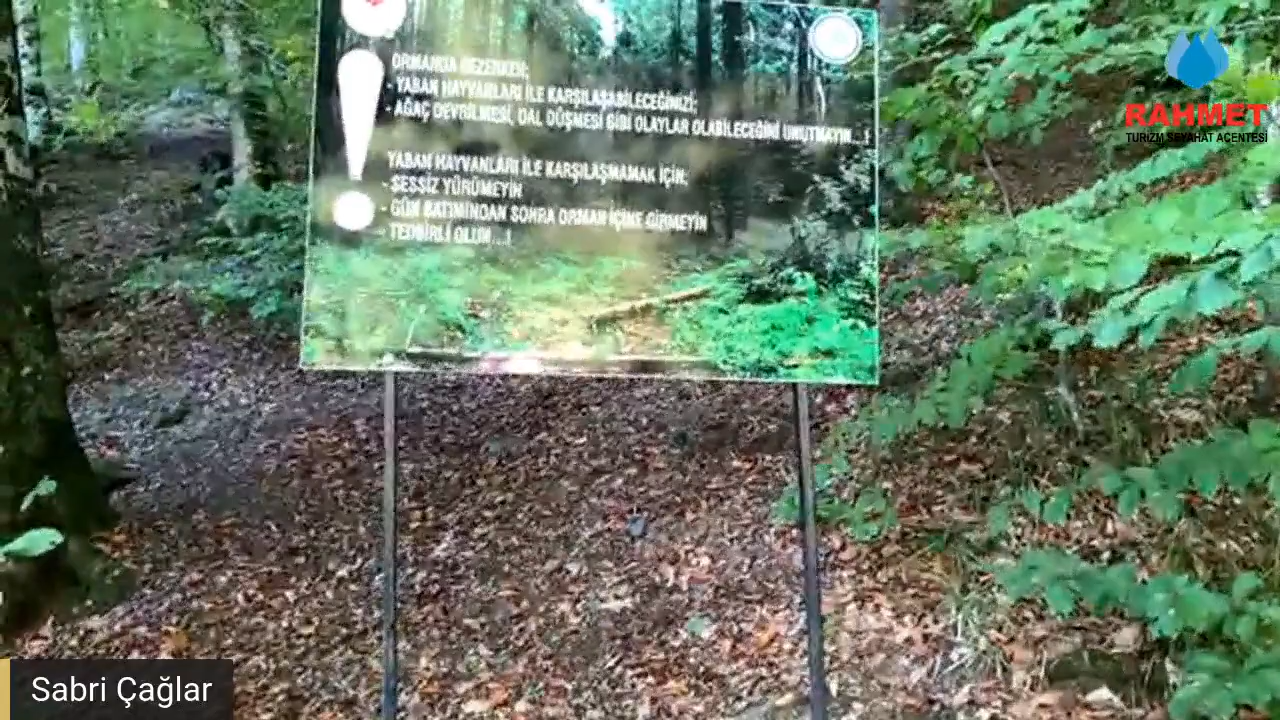 RAHMET
TURİZM SEYAHAT ACENTESİ
ORMANDA GEZERKEN;
- YABAN HAYVANLARI İLE KARŞILAŞABİLECEĞİNİZİ;
- AĞAÇ DEVRİLMESİ, DAL DÜŞMESİ GİBİ OLAYLAR OLABİLECEĞİNİ UNUTMAYIN...!
YABAN HAYVANLARI İLE KARŞILAŞMAMAK İÇİN;
- SESSİZ YÜRÜMEYİN
- GÜN BATIMINDAN SONRA ORMAN İÇİNE GİRMEYİN
- TEDBİRLİ OLUN...!
Sabri Çağlar